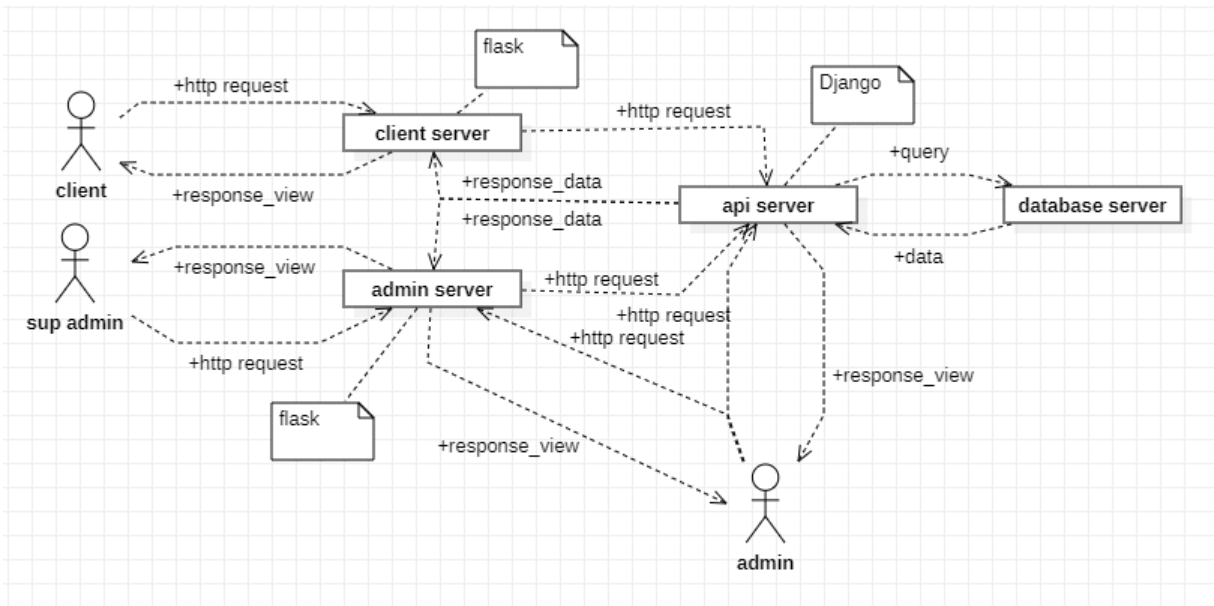 flask
Django
+http request
client server
+http request
+query
client
+response_view
+response_data
api server
database server
+response_data
+data
+response_view
admin server
+http request
sup admin
+http request
+http request
+http request
+response_view
flask
+response_view
admin